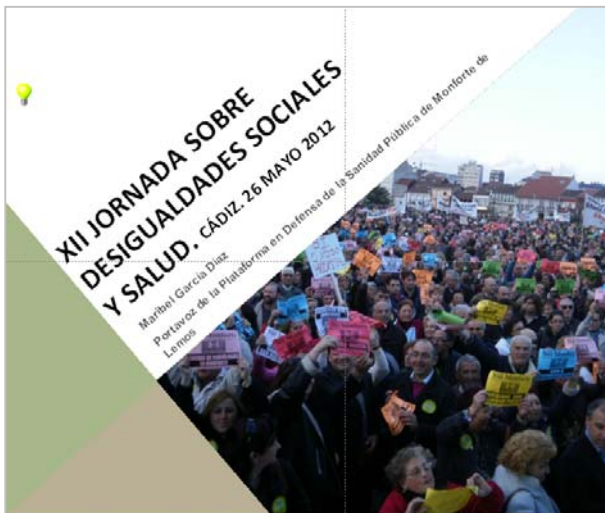 XII JORNADA SOBRE
DESIGUALDADES SOCIALES
Y SALUD. CÁDIZ. 26 MAYO 2012
Maribel García Díaz
Portavoz de la Plataforma en Defensa de la Sanidad Pública de Monforte de
Lemos